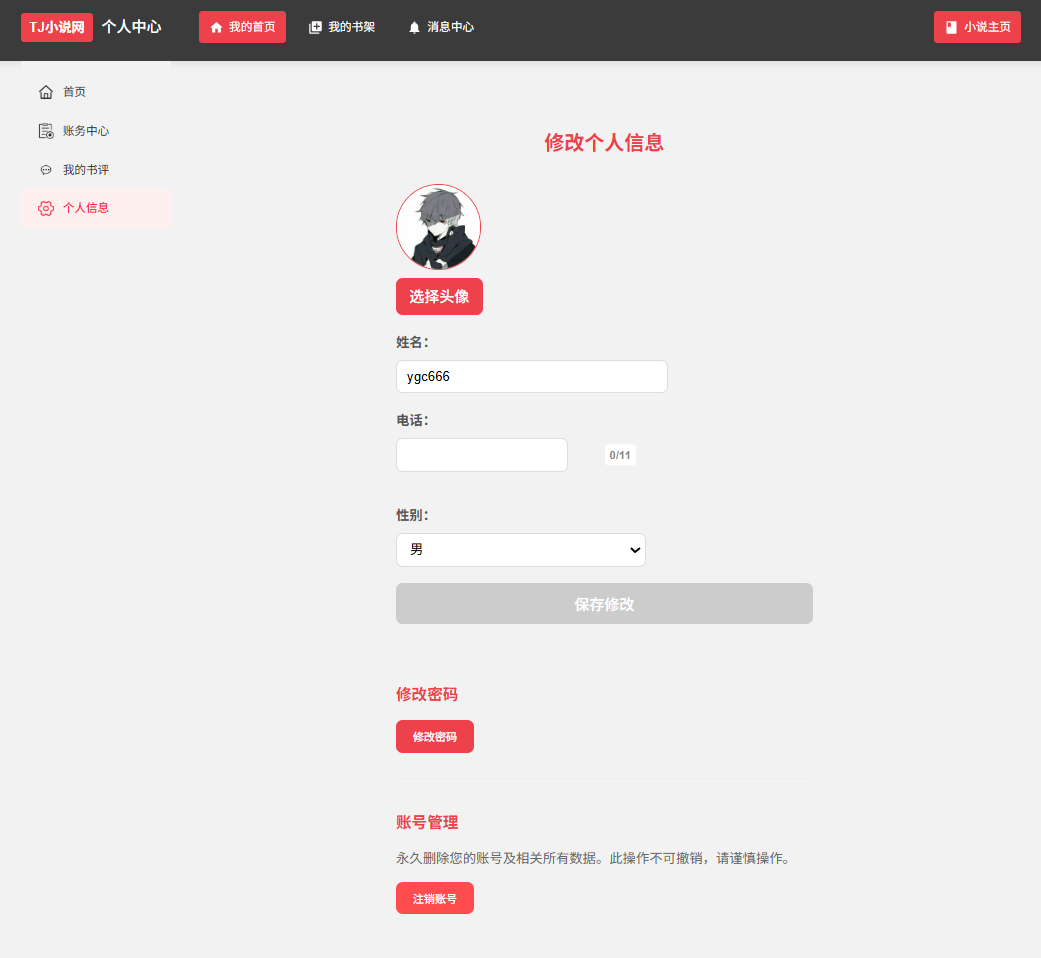 TJ小说网 个人中心 我的首页 我的书架 消息中心 小说主页
首页
账务中心
我的书评
个人信息
修改个人信息
选择头像
姓名：
ygc666
电话：
0/11
性别：
男
保存修改
修改密码
修改密码
账号管理
永久删除您的账号及相关所有数据。此操作不可撤销，请谨慎操作。
注销账号